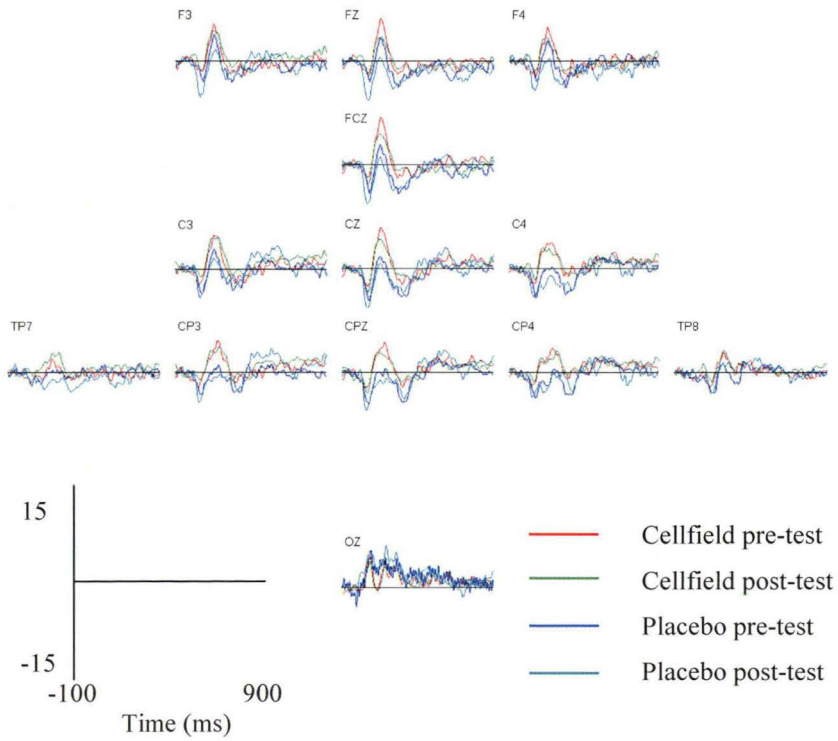 F3 FZ F4
FCZ
C3 CZ C4
TP7 CP3 CPZ CP4 TP8
15
-15
-100 900
Time (ms)
OZ
Cellfield pre-test
Cellfield post-test
Placebo pre-test
Placebo post-test